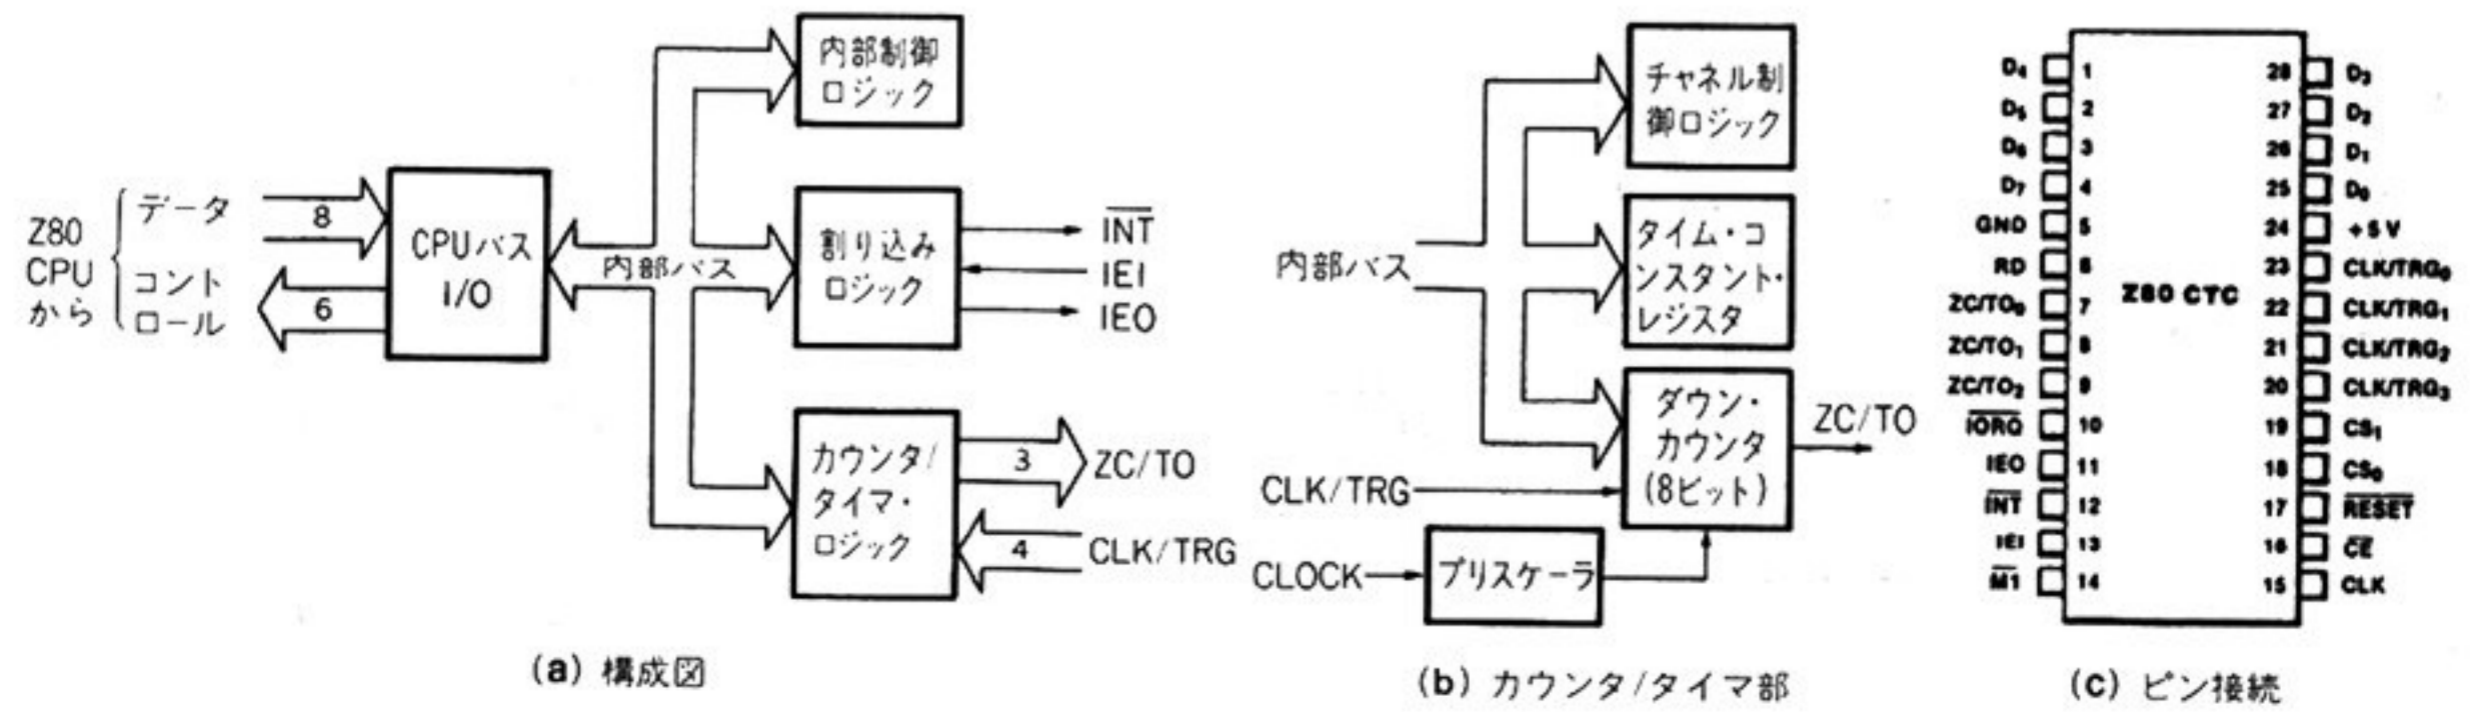 Z80
CPU
から
データ
コント
ロール
8
6
CPUバス
I/O
内部バス
内部制御
ロジック
割り込み
ロジック
INT
IEI
IEO
カウンタ/
タイマ・
ロジック
3
ZC/TO
4
CLK/TRG
(a) 構成図
内部バス
チャネル制
御ロジック
タイム・コ
ンスタント・
レジスタ
ダウン・
カウンタ
(8ビット)
ZC/TO
CLK/TRG
CLOCK
プリスケーラ
(b) カウンタ/タイマ部
Z80 CTC
D4 1
D5 2
D6 3
D7 4
GND 5
RD 6
ZC/TO0 7
ZC/TO1 8
ZC/TO2 9
IORQ 10
IEO 11
INT 12
IEI 13
M1 14
28 D3
27 D2
26 D1
25 D0
24 +5V
23 CLK/TRG0
22 CLK/TRG1
21 CLK/TRG2
20 CLK/TRG3
19 CS1
18 CS0
17 RESET
16 CE
15 CLK
(c) ピン接続